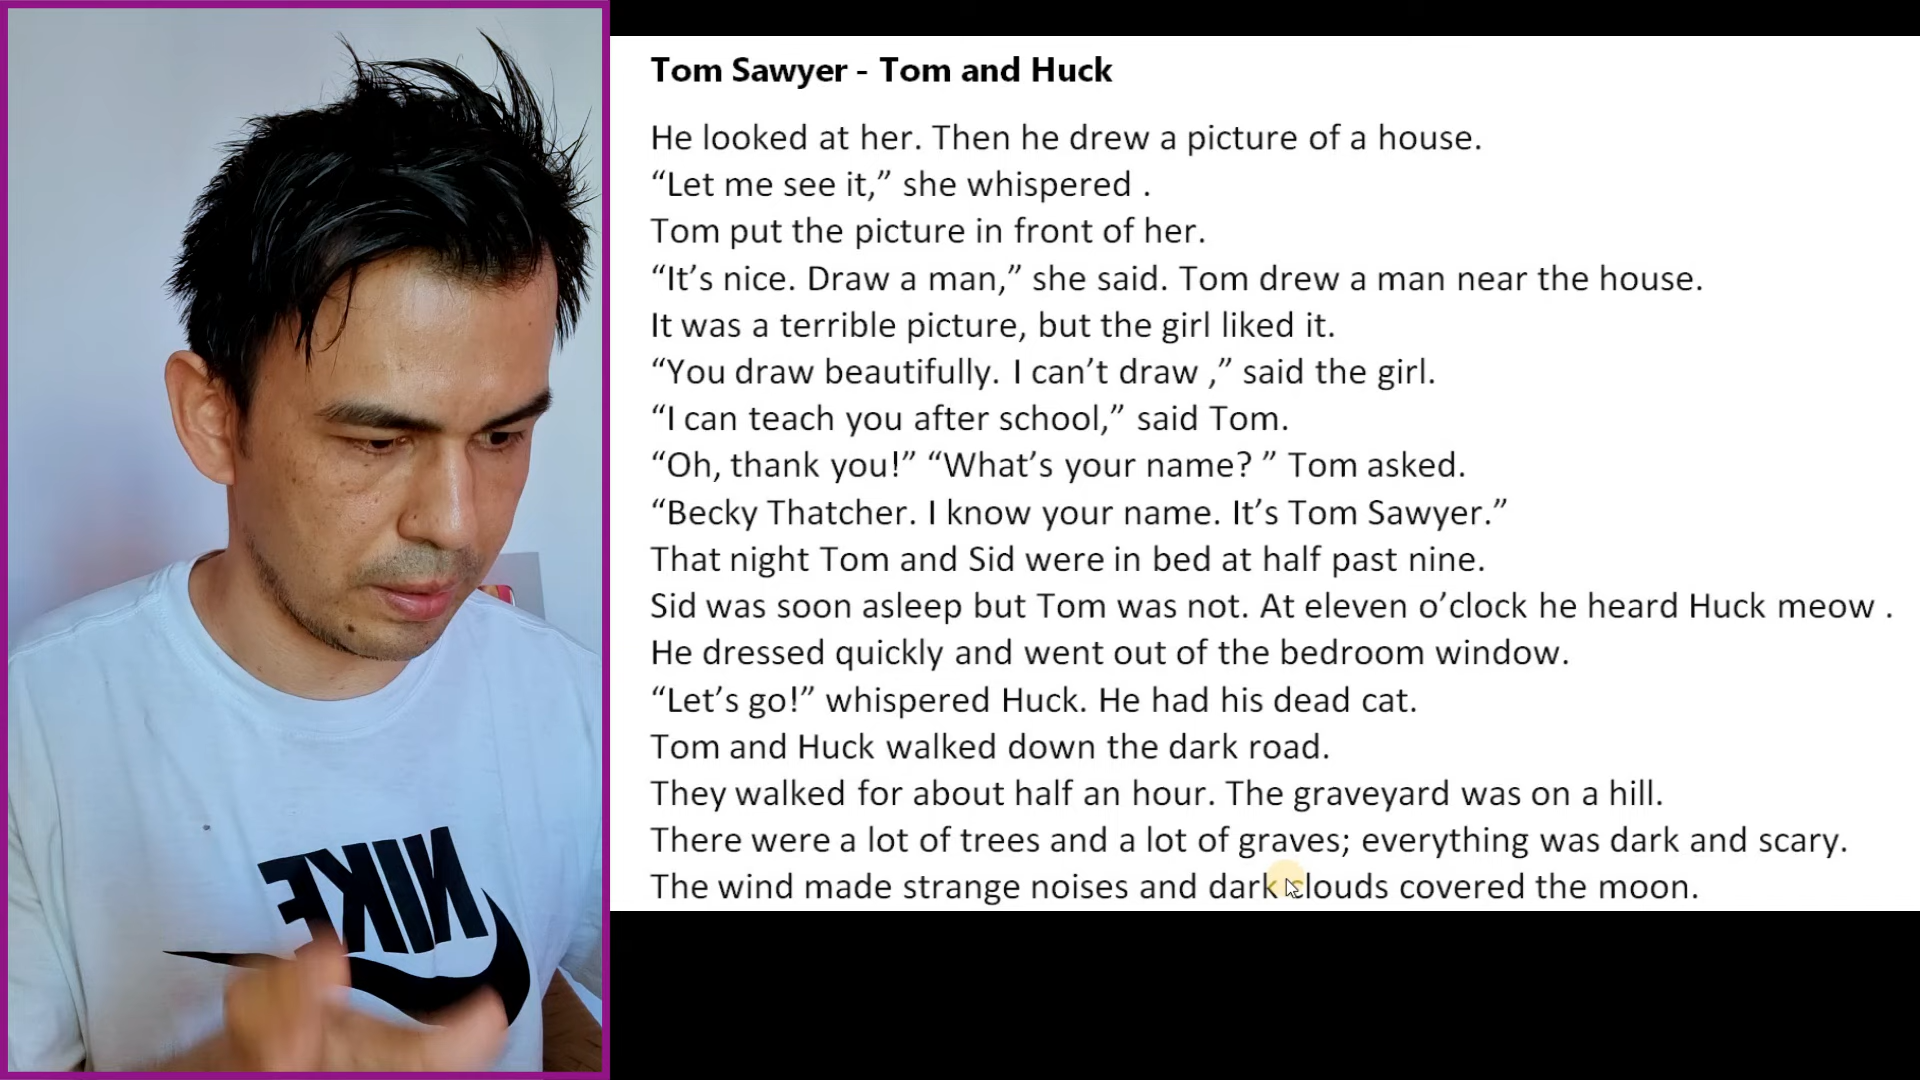 Tom Sawyer - Tom and Huck
He looked at her. Then he drew a picture of a house.
“Let me see it,” she whispered .
Tom put the picture in front of her.
“It’s nice. Draw a man,” she said. Tom drew a man near the house.
It was a terrible picture, but the girl liked it.
“You draw beautifully. I can’t draw ,” said the girl.
“I can teach you after school,” said Tom.
“Oh, thank you!” “What’s your name? ” Tom asked.
“Becky Thatcher. I know your name. It’s Tom Sawyer.”
That night Tom and Sid were in bed at half past nine.
Sid was soon asleep but Tom was not. At eleven o’clock he heard Huck meow .
He dressed quickly and went out of the bedroom window.
“Let’s go!” whispered Huck. He had his dead cat.
Tom and Huck walked down the dark road.
They walked for about half an hour. The graveyard was on a hill.
There were a lot of trees and a lot of graves; everything was dark and scary.
The wind made strange noises and dark clouds covered the moon.
NIKE